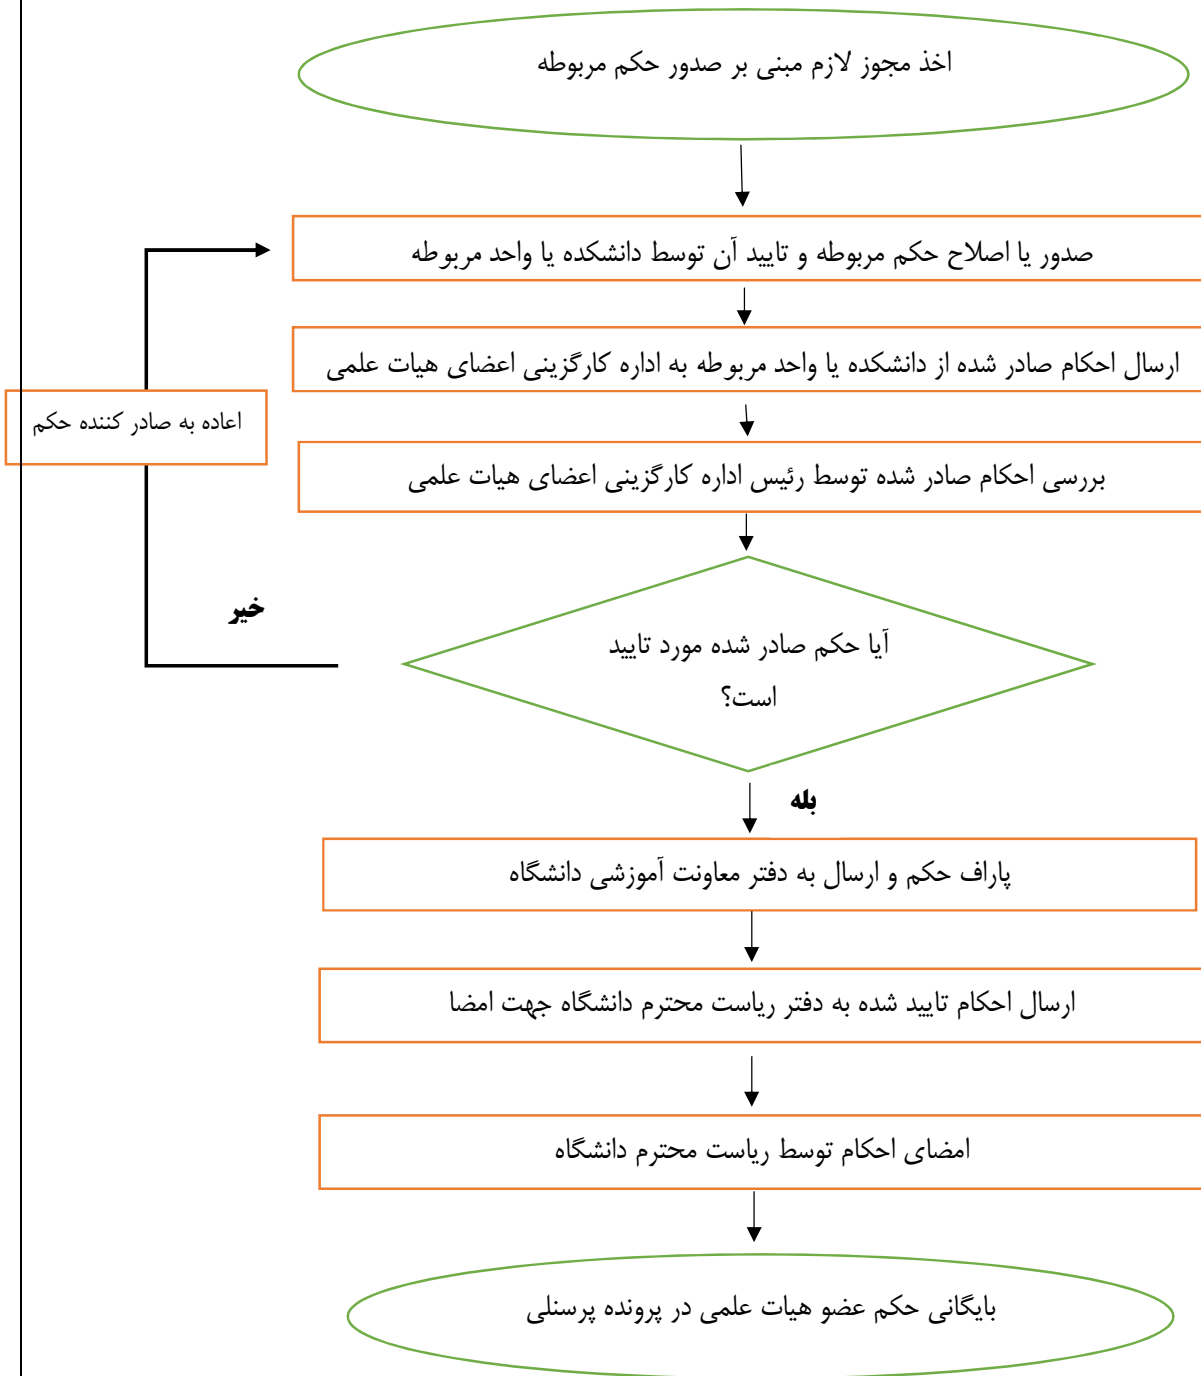 اخذ مجوز لازم مبنی بر صدور حکم مربوطه
صدور یا اصلاح حکم مربوطه و تایید آن توسط دانشکده یا واحد مربوطه
ارسال احکام صادر شده از دانشکده یا واحد مربوطه به اداره کارگزینی اعضای هیات علمی
اعاده به صادر کننده حکم
بررسی احکام صادر شده توسط رئیس اداره کارگزینی اعضای هیات علمی
خیر
آیا حکم صادر شده مورد تایید
است؟
بله
پاراف حکم و ارسال به دفتر معاونت آموزشی دانشگاه
ارسال احکام تایید شده به دفتر ریاست محترم دانشگاه جهت امضا
امضای احکام توسط ریاست محترم دانشگاه
بایگانی حکم عضو هیات علمی در پرونده پرسنلی